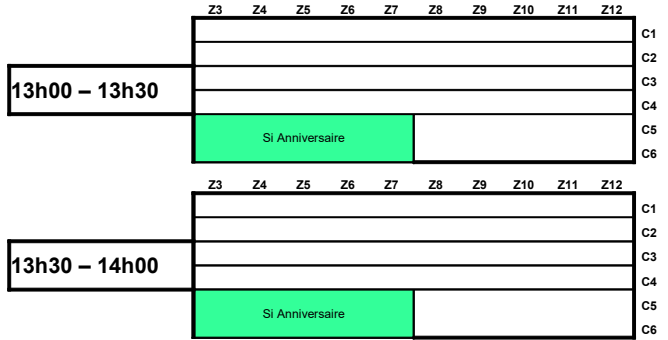 Z3 Z4 Z5 Z6 Z7 Z8 Z9 Z10 Z11 Z12
C1
C2
13h00 – 13h30
C3
C4
Si Anniversaire
C5
C6
Z3 Z4 Z5 Z6 Z7 Z8 Z9 Z10 Z11 Z12
C1
C2
13h30 – 14h00
C3
C4
Si Anniversaire
C5
C6